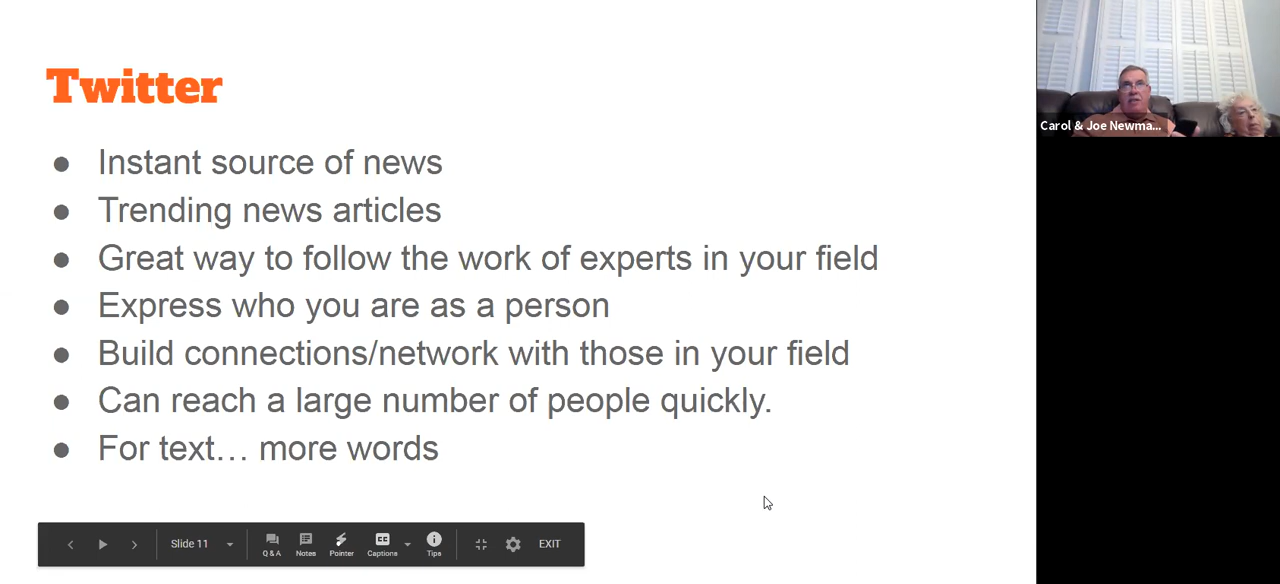 Twitter
● Instant source of news
● Trending news articles
● Great way to follow the work of experts in your field
● Express who you are as a person
● Build connections/network with those in your field
● Can reach a large number of people quickly.
● For text… more words
Carol & Joe Newma...
Slide 11
Q & A
Notes
Pointer
CC
Captions
Tips
EXIT